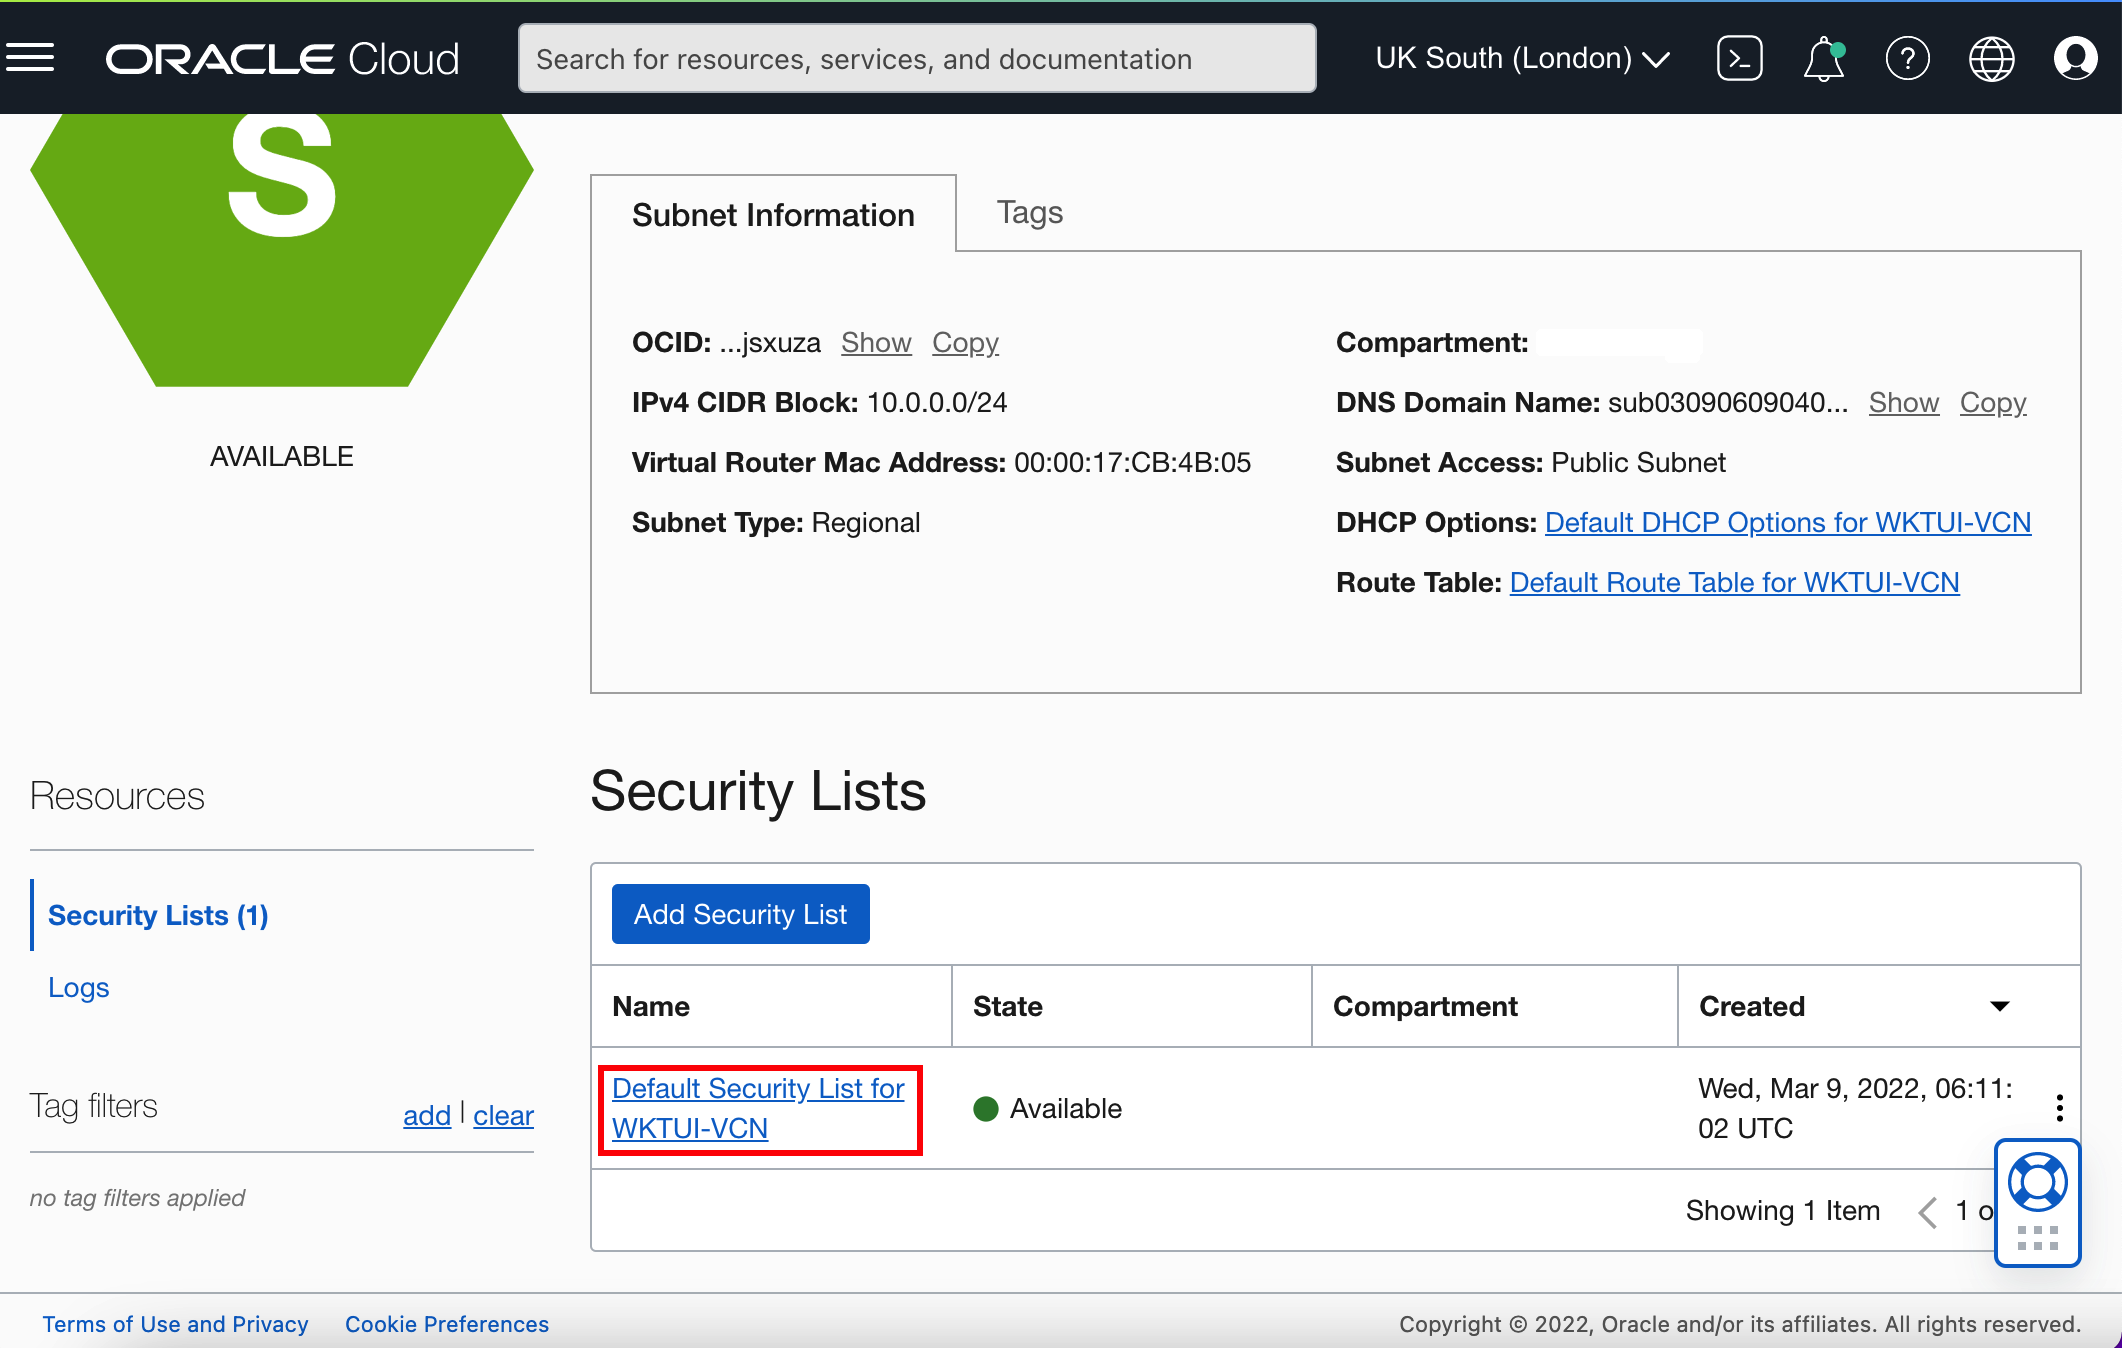 ORACLE Cloud
Search for resources, services, and documentation
UK South (London)
S
AVAILABLE
Subnet Information
Tags
OCID: ...jsxuza Show Copy
IPv4 CIDR Block: 10.0.0.0/24
Virtual Router Mac Address: 00:00:17:CB:4B:05
Subnet Type: Regional
Compartment:
DNS Domain Name: sub03090609040... Show Copy
Subnet Access: Public Subnet
DHCP Options: Default DHCP Options for WKTUI-VCN
Route Table: Default Route Table for WKTUI-VCN
Resources
Security Lists (1)
Logs
Tag filters
add | clear
no tag filters applied
Security Lists
Add Security List
Name State Compartment Created
Default Security List for
WKTUI-VCN
Available
Wed, Mar 9, 2022, 06:11:
02 UTC
Showing 1 Item < 1 o
Terms of Use and Privacy Cookie Preferences
Copyright © 2022, Oracle and/or its affiliates. All rights reserved.